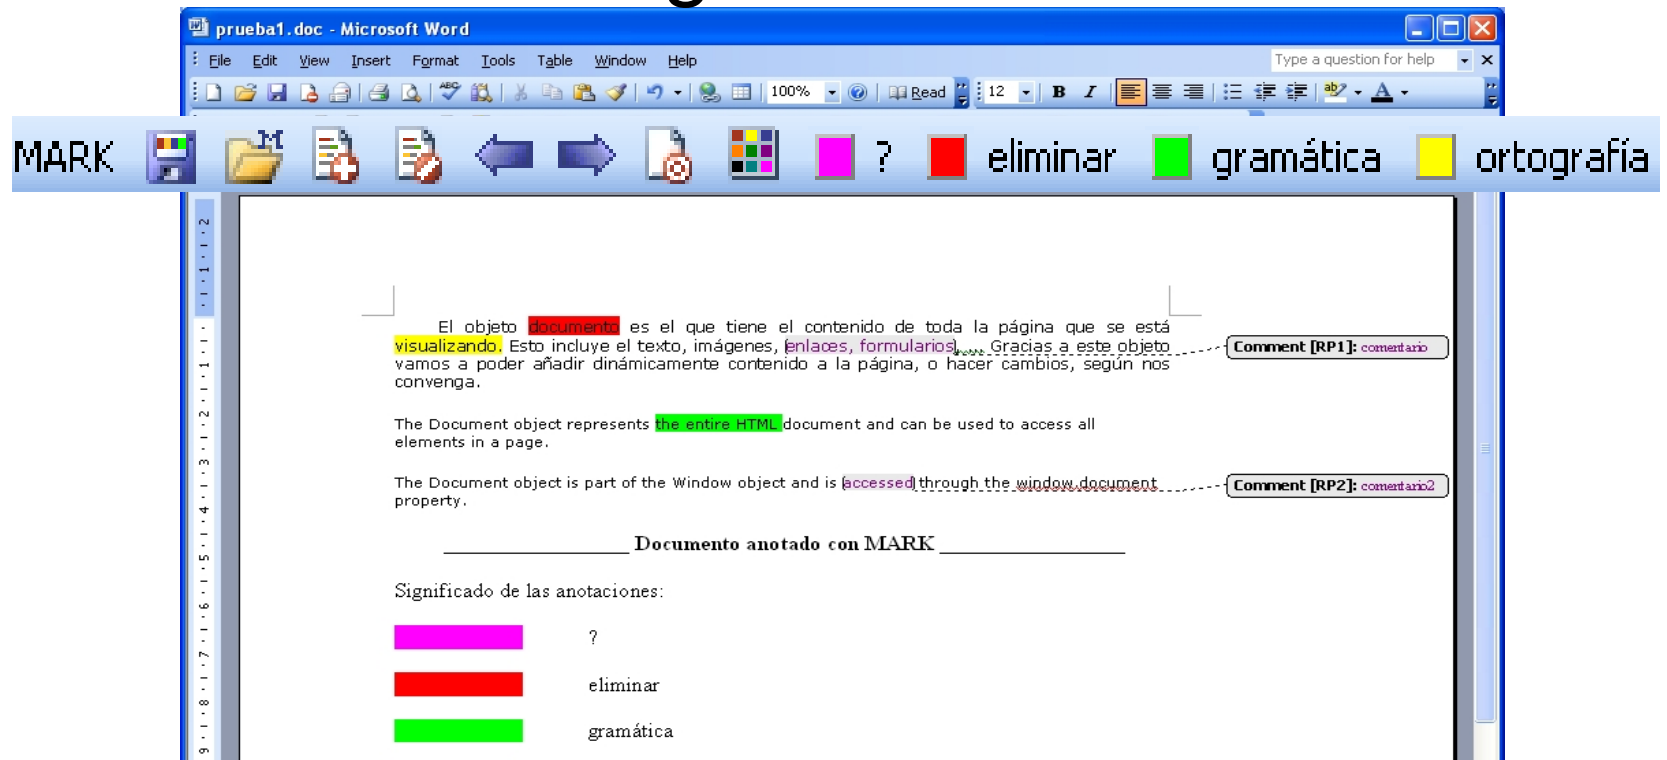 prueba1.doc - Microsoft Word
File Edit View Insert Format Tools Table Window Help Type a question for help
100% Read 12 B I A
MARK ? eliminar gramática ortografía
El objeto documento es el que tiene el contenido de toda la página que se está
visualizando. Esto incluye el texto, imágenes, enlaces, formularios,.... Gracias a este objeto
vamos a poder añadir dinámicamente contenido a la página, o hacer cambios, según nos
convenga.
Comment [RP1]: comentario
The Document object represents the entire HTML document and can be used to access all
elements in a page.
The Document object is part of the Window object and is accessed through the window.document
property.
Comment [RP2]: comentario2
Documento anotado con MARK
Significado de las anotaciones:
?
eliminar
gramática